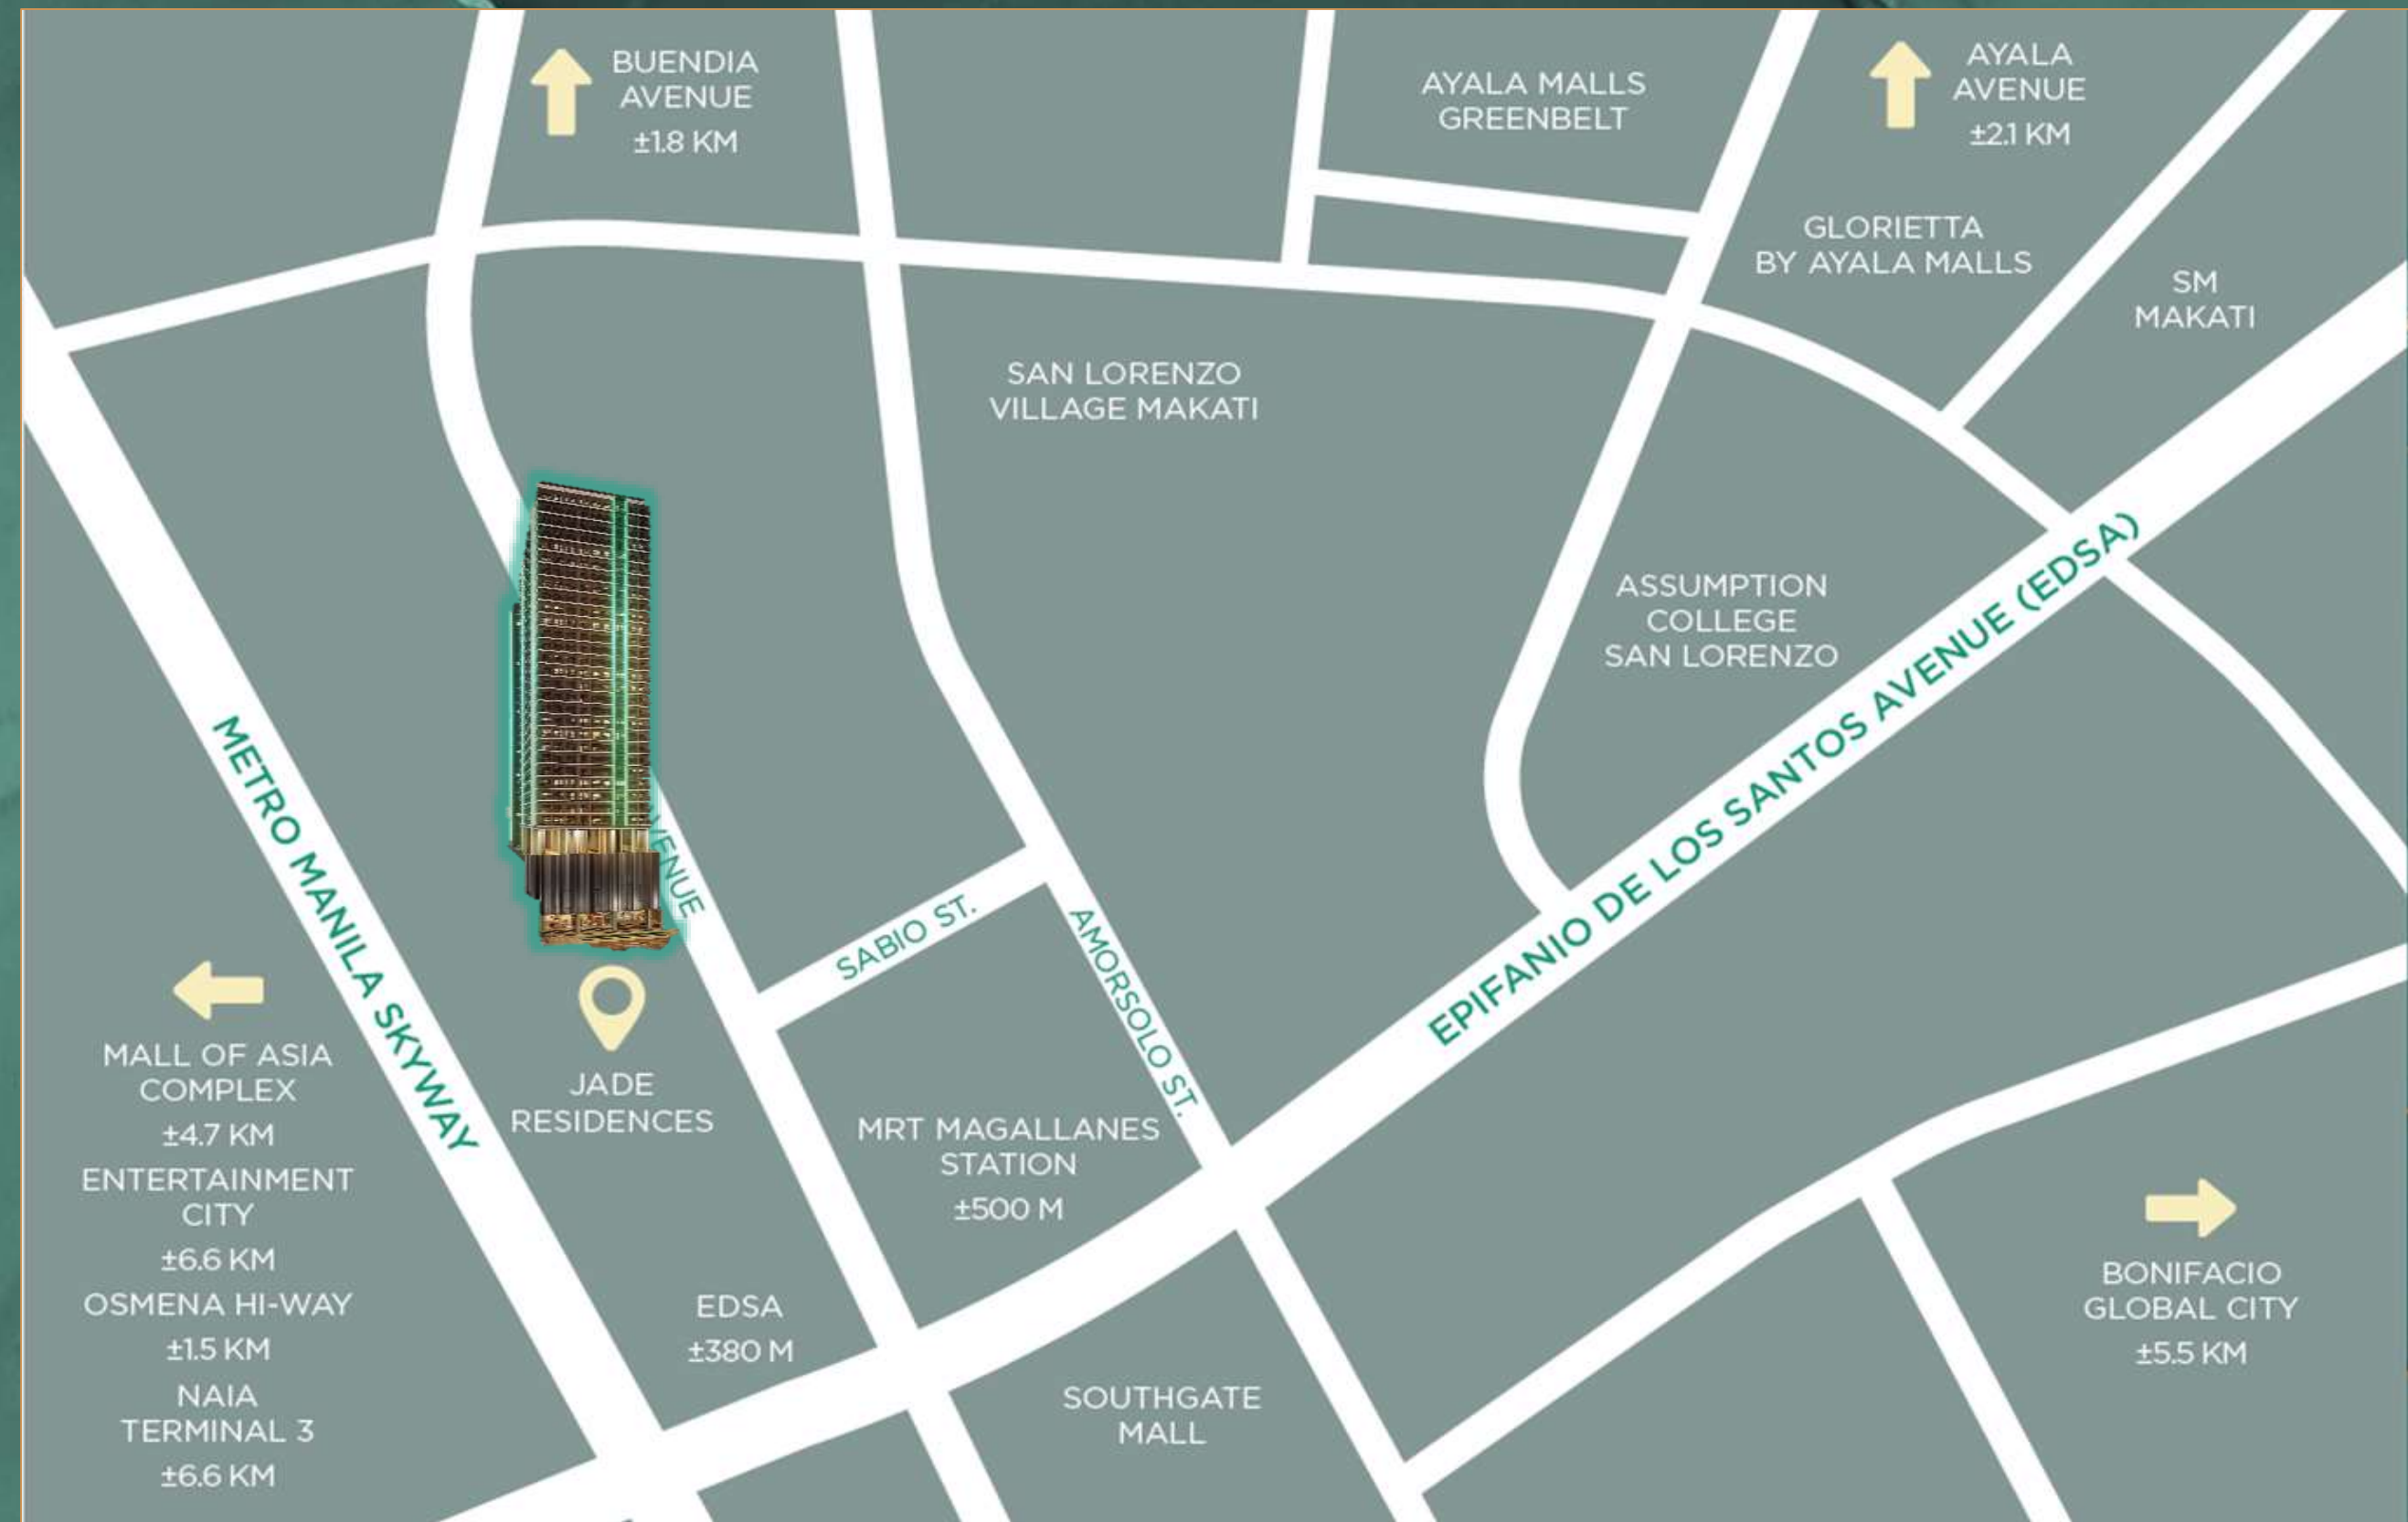 BUENDIA
AVENUE
±1.8 KM
AYALA MALLS
GREENBELT
AYALA
AVENUE
±2.1 KM
GLORIETTA
BY AYALA MALLS
SM
MAKATI
SAN LORENZO
VILLAGE MAKATI
ASSUMPTION
COLLEGE
SAN LORENZO
EPIFANIO DE LOS SANTOS AVENUE (EDSA)
METRO MANILA SKYWAY
SABIO ST.
AMORSOLO ST.
JADE
RESIDENCES
MRT MAGALLANES
STATION
±500 M
MALL OF ASIA
COMPLEX
±4.7 KM
ENTERTAINMENT
CITY
±6.6 KM
OSMENA HI-WAY
±1.5 KM
NAIA
TERMINAL 3
±6.6 KM
EDSA
±380 M
SOUTHGATE
MALL
BONIFACIO
GLOBAL CITY
±5.5 KM